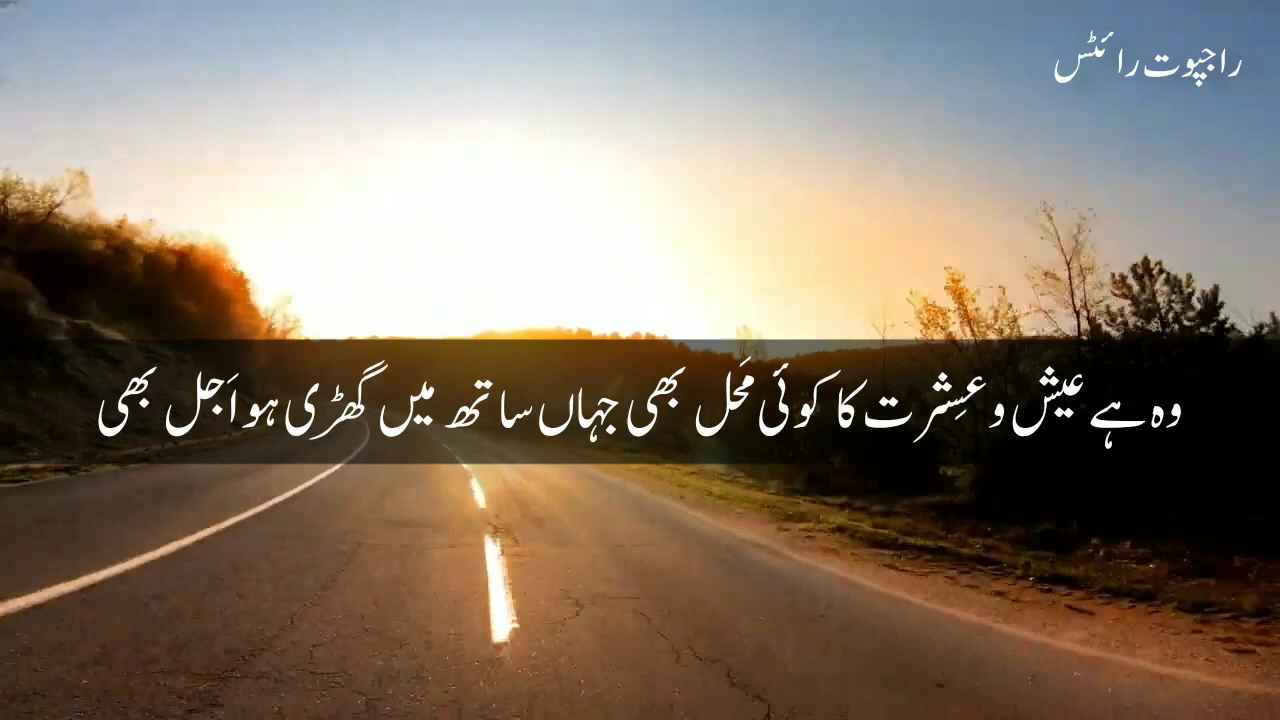 راجپوت رائٹس
وہ ہے عیش و عِشرت کا کوئی مَحل بھی جہاں ساتھ میں گھڑی ہو اَجل بھی